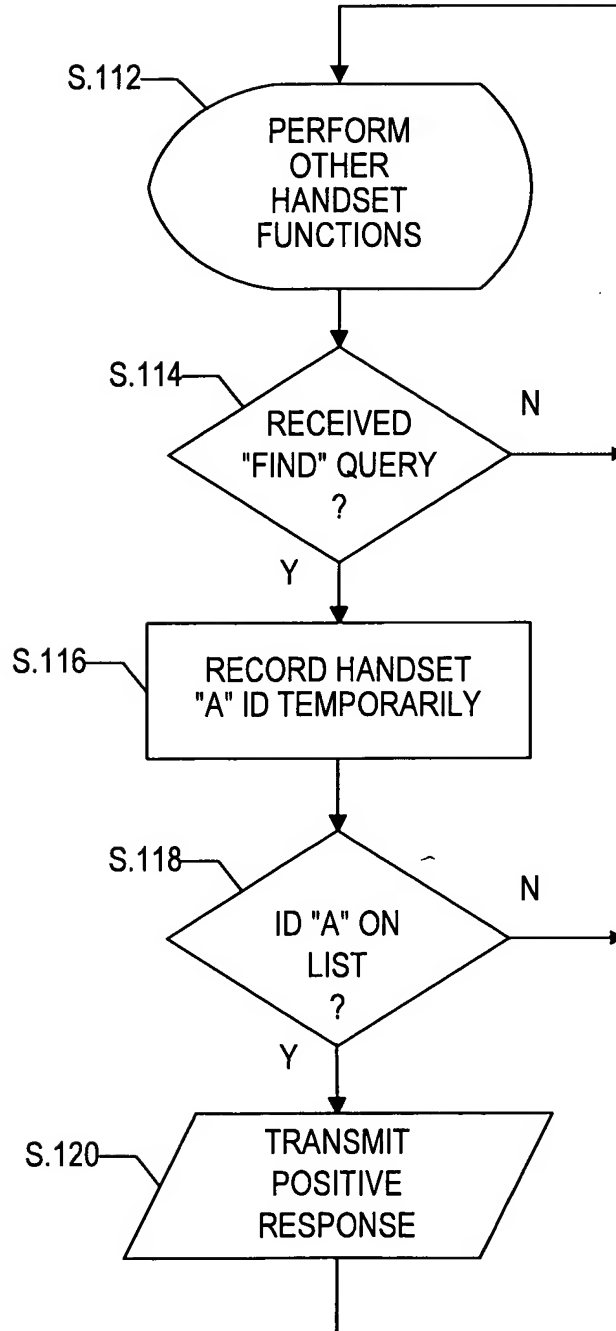 S.112
PERFORM
OTHER
HANDSET
FUNCTIONS
S.114
RECEIVED
"FIND" QUERY
?
N
Y
S.116
RECORD HANDSET
"A" ID TEMPORARILY
S.118
ID "A" ON
LIST
?
N
Y
S.120
TRANSMIT
POSITIVE
RESPONSE